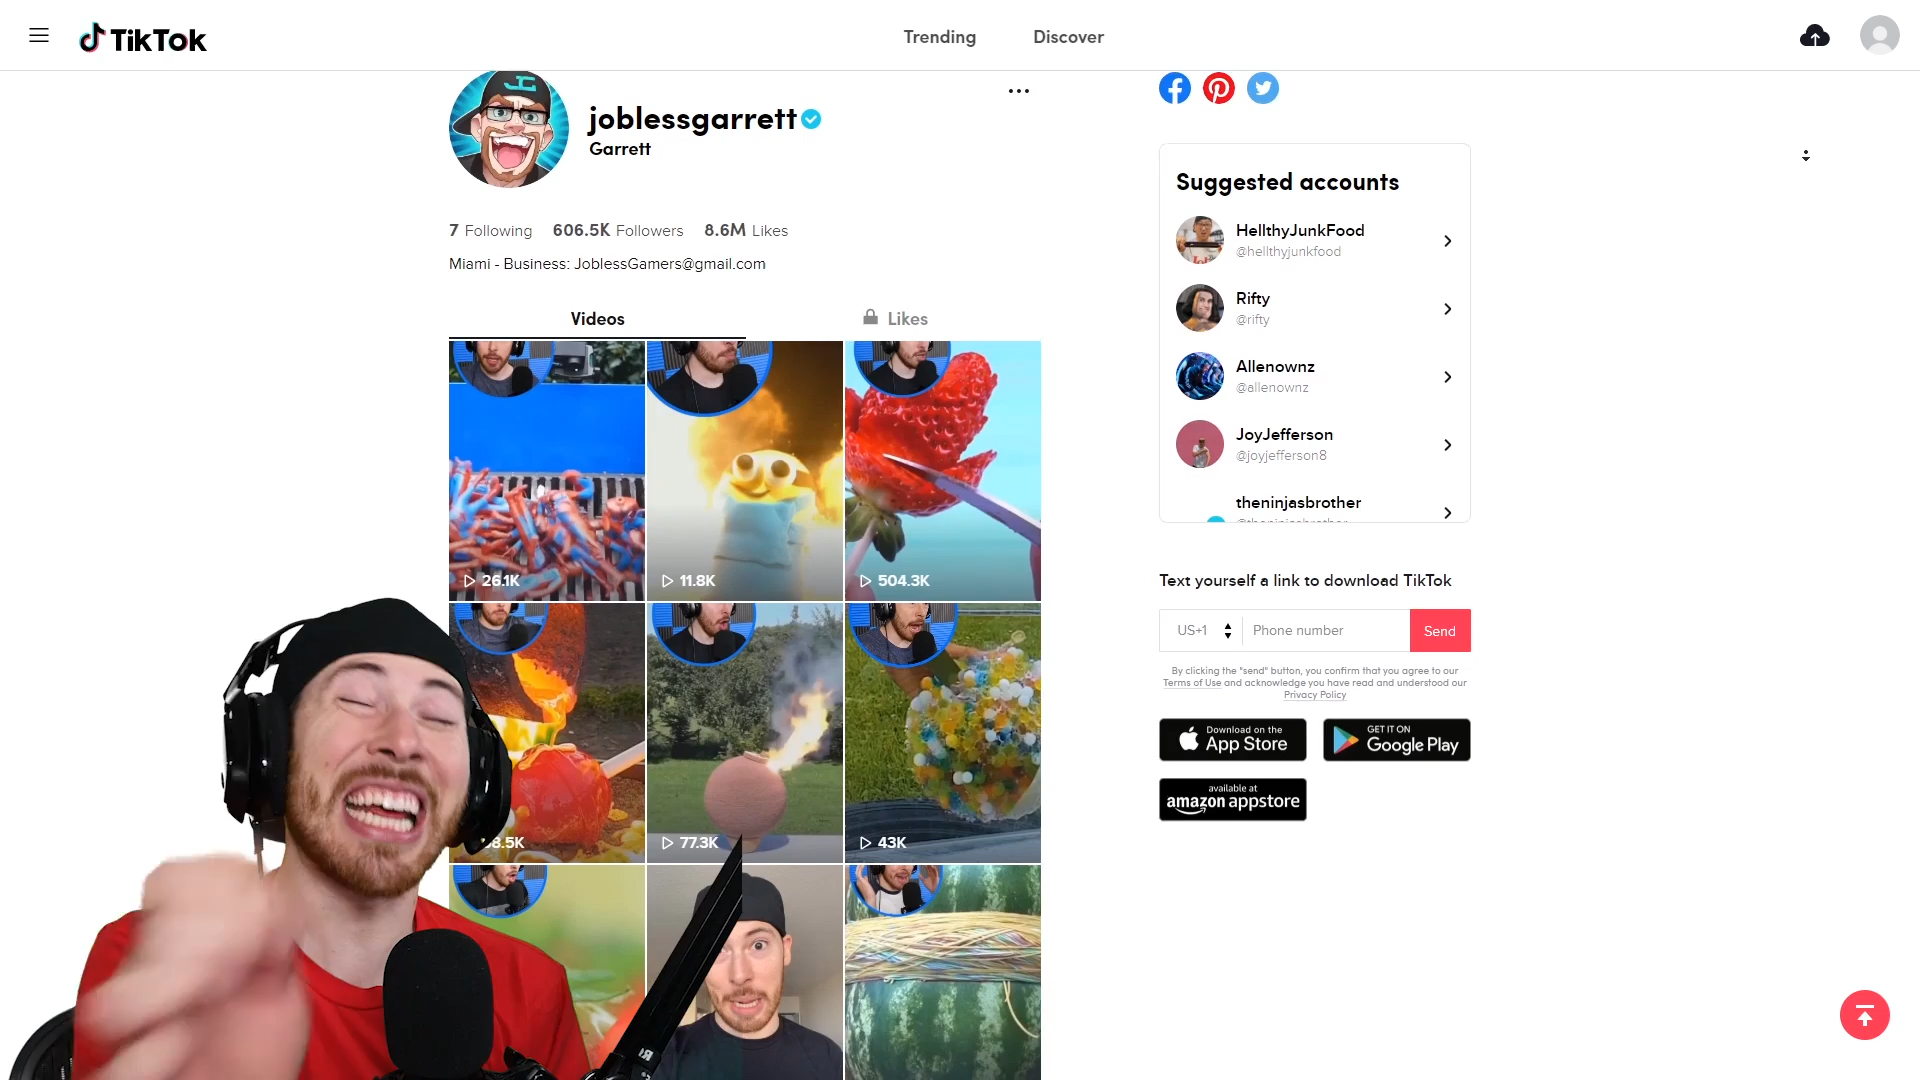 TikTok
Trending
Discover
joblessgarrett
Garrett
7 Following 606.5K Followers 8.6M Likes
Miami - Business: JoblessGamers@gmail.com
Videos
Likes
26.1K
11.8K
504.3K
8.5K
77.3K
43K
Suggested accounts
HellthyJunkFood
@hellthyjunkfood
Rifty
@rifty
Allenownz
@allenownz
JoyJefferson
@joyjefferson8
theninjasbrother
Text yourself a link to download TikTok
US+1
Phone number
Send
By clicking the "send" button, you confirm that you agree to our
Terms of Use and acknowledge you have read and understood our
Privacy Policy
Download on the
App Store
GET IT ON
Google Play
available at
amazon appstore